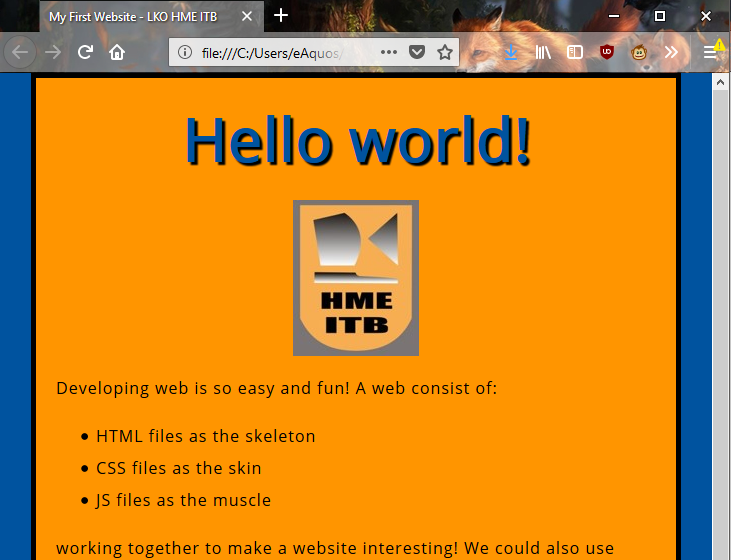 My First Website - LKO HME ITB
file:///C:/Users/eAquos/
Hello world!
HME
ITB
Developing web is so easy and fun! A web consist of:
HTML files as the skeleton
CSS files as the skin
JS files as the muscle
working together to make a website interesting! We could also use